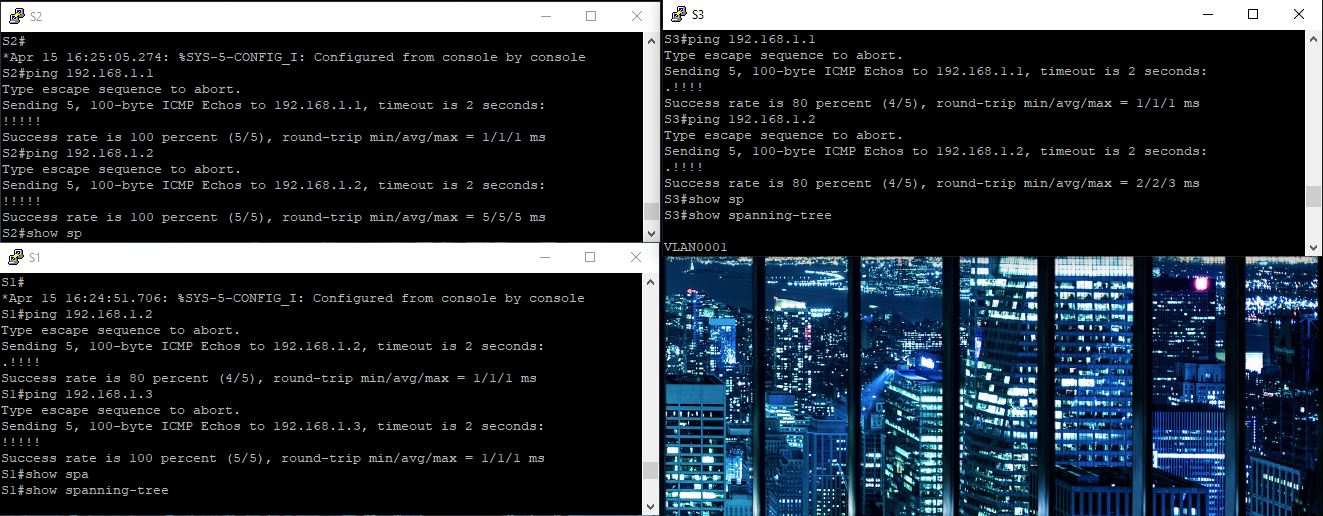 S2
S2#
*Apr 15 16:25:05.274: %SYS-5-CONFIG_I: Configured from console by console
S2#ping 192.168.1.1
Type escape sequence to abort.
Sending 5, 100-byte ICMP Echos to 192.168.1.1, timeout is 2 seconds:
!!!!!
Success rate is 100 percent (5/5), round-trip min/avg/max = 1/1/1 ms
S2#ping 192.168.1.2
Type escape sequence to abort.
Sending 5, 100-byte ICMP Echos to 192.168.1.2, timeout is 2 seconds:
!!!!!
Success rate is 100 percent (5/5), round-trip min/avg/max = 5/5/5 ms
S2#show sp
S3
S3#ping 192.168.1.1
Type escape sequence to abort.
Sending 5, 100-byte ICMP Echos to 192.168.1.1, timeout is 2 seconds:
.!!!!
Success rate is 80 percent (4/5), round-trip min/avg/max = 1/1/1 ms
S3#ping 192.168.1.2
Type escape sequence to abort.
Sending 5, 100-byte ICMP Echos to 192.168.1.2, timeout is 2 seconds:
.!!!!
Success rate is 80 percent (4/5), round-trip min/avg/max = 2/2/3 ms
S3#show sp
S3#show spanning-tree
VLAN0001
S1
S1#
*Apr 15 16:24:51.706: %SYS-5-CONFIG_I: Configured from console by console
S1#ping 192.168.1.2
Type escape sequence to abort.
Sending 5, 100-byte ICMP Echos to 192.168.1.2, timeout is 2 seconds:
.!!!!
Success rate is 80 percent (4/5), round-trip min/avg/max = 1/1/1 ms
S1#ping 192.168.1.3
Type escape sequence to abort.
Sending 5, 100-byte ICMP Echos to 192.168.1.3, timeout is 2 seconds:
!!!!!
Success rate is 100 percent (5/5), round-trip min/avg/max = 1/1/1 ms
S1#show spa
S1#show spanning-tree